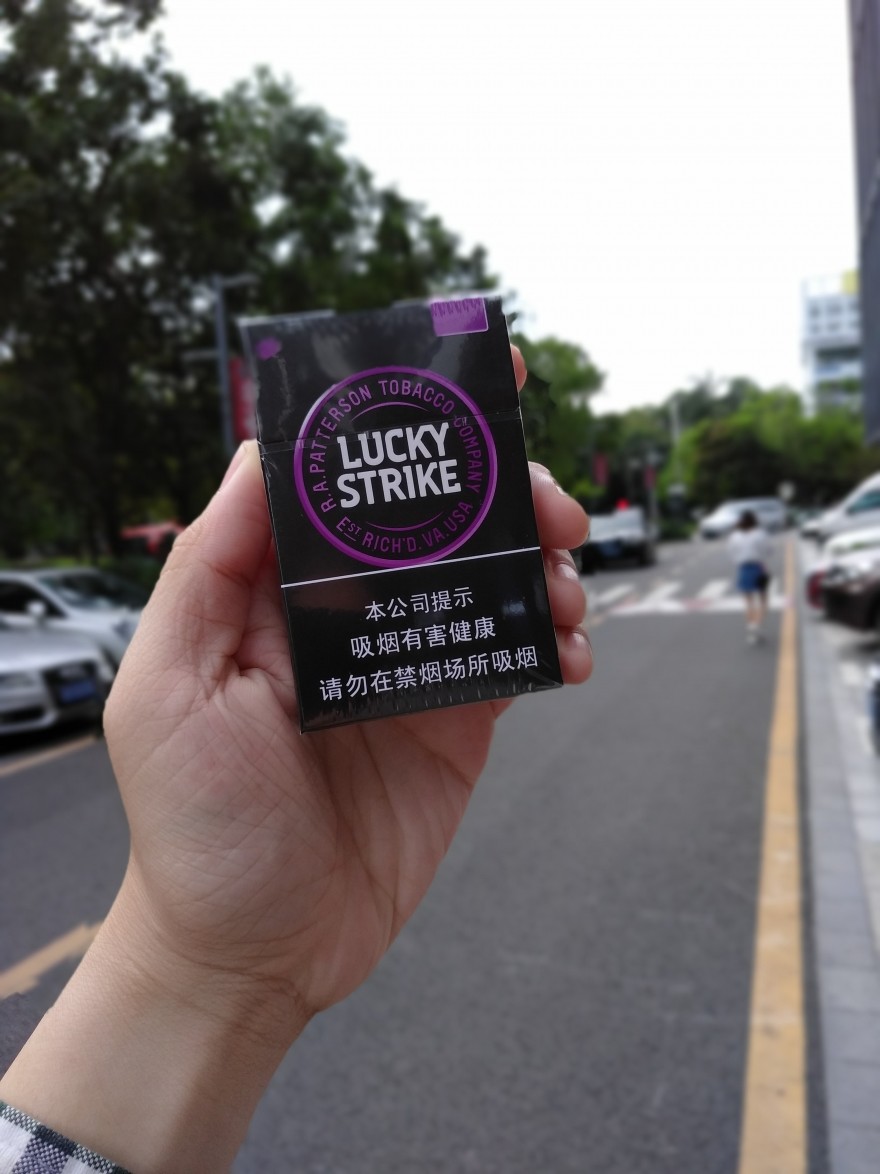 R.A.PATTERSON TOBACCO COMPANY
LUCKY
STRIKE
EST RICH'D.VA.USA
本公司提示
吸烟有害健康
请勿在禁烟场所吸烟